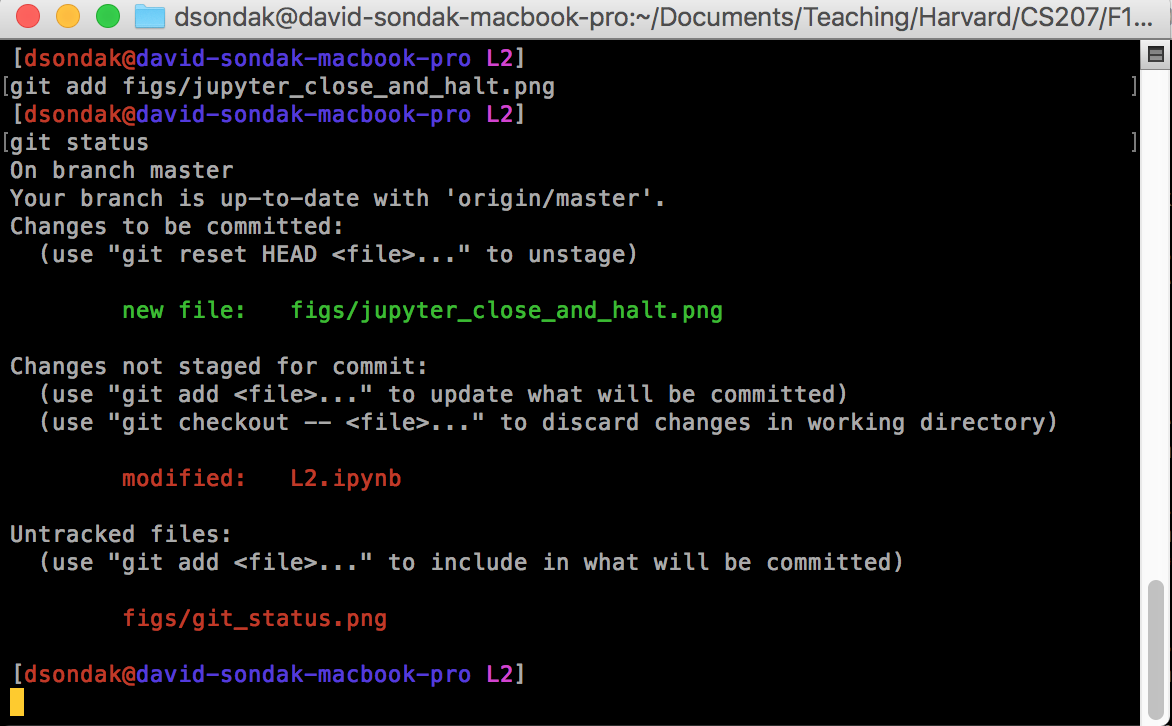 dsondak@david-sondak-macbook-pro:~/Documents/Teaching/Harvard/CS207/F1...
[dsondak@david-sondak-macbook-pro L2]
[git add figs/jupyter_close_and_halt.png ]
[dsondak@david-sondak-macbook-pro L2]
[git status ]
On branch master
Your branch is up-to-date with 'origin/master'.
Changes to be committed:
  (use "git reset HEAD <file>..." to unstage)
new file:   figs/jupyter_close_and_halt.png
Changes not staged for commit:
  (use "git add <file>..." to update what will be committed)
  (use "git checkout -- <file>..." to discard changes in working directory)
modified:   L2.ipynb
Untracked files:
  (use "git add <file>..." to include in what will be committed)
figs/git_status.png
[dsondak@david-sondak-macbook-pro L2]